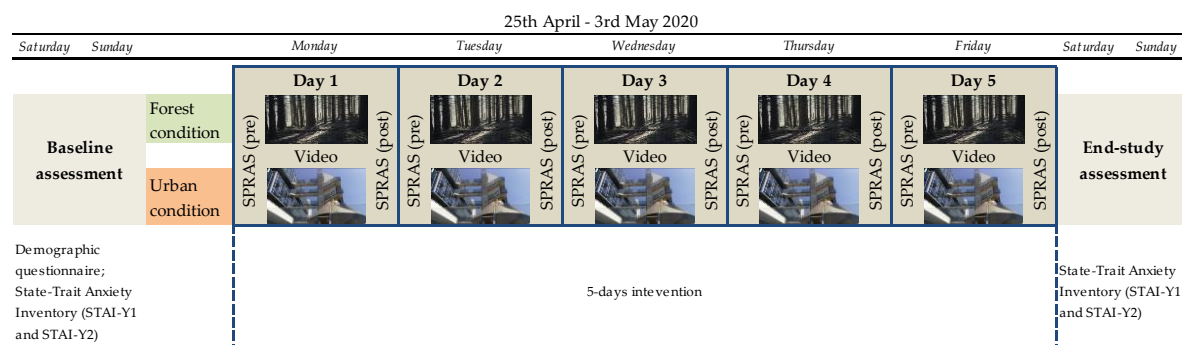 25th April - 3rd May 2020
Saturday Sunday Monday Tuesday Wednesday Thursday Friday Saturday Sunday
Baseline
assessment
Forest
condition
Urban
condition
Day 1
SPRAS (pre)
Video
SPRAS (post)
Day 2
SPRAS (pre)
Video
SPRAS (post)
Day 3
SPRAS (pre)
Video
SPRAS (post)
Day 4
SPRAS (pre)
Video
SPRAS (post)
Day 5
SPRAS (pre)
Video
SPRAS (post)
End-study
assessment
Demographic
questionnaire;
State-Trait Anxiety
Inventory (STAI-Y1
and STAI-Y2)
5-days intevention
State-Trait Anxiety
Inventory (STAI-Y1
and STAI-Y2)